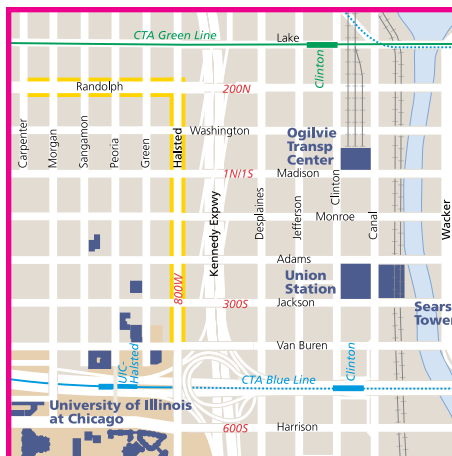 CTA Green Line
Lake
Clinton
Randolph
200N
Carpenter
Morgan
Sangamon
Peoria
Green
Halsted
Washington
Ogilvie
Transp
Center
1N/1S
Madison
Clinton
Kennedy Expwy
Desplaines
Jefferson
Monroe
Canal
Wacker
Adams
Union
Station
800W
300S
Jackson
Sears
Tower
Van Buren
UIC-
Halsted
CTA Blue Line
Clinton
University of Illinois
at Chicago
600S
Harrison